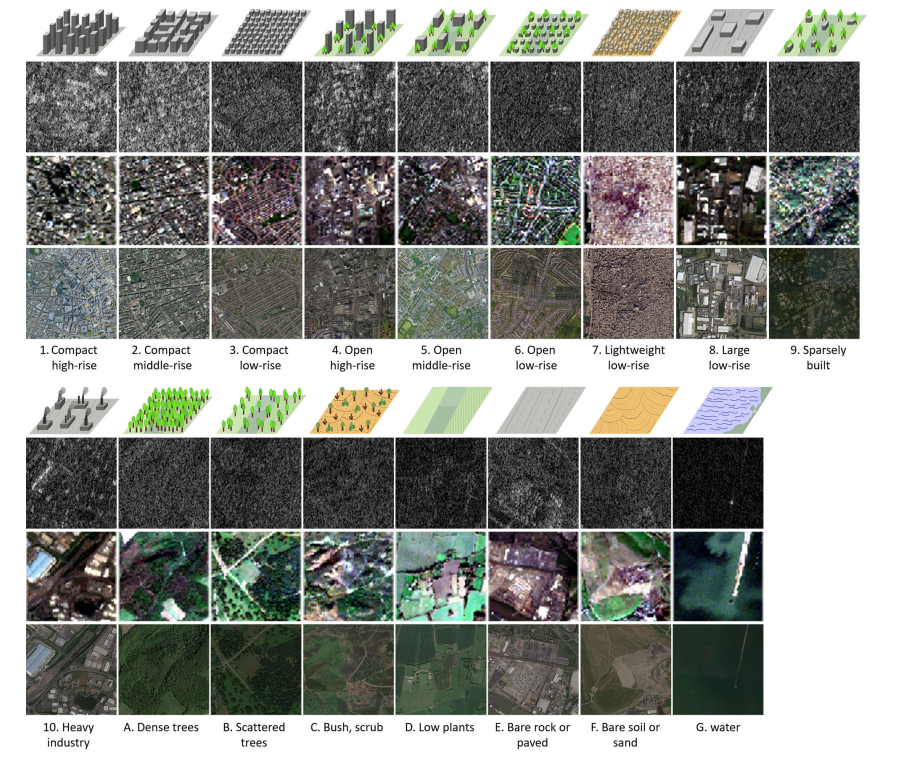 1. Compact
high-rise
2. Compact
middle-rise
3. Compact
low-rise
4. Open
high-rise
5. Open
middle-rise
6. Open
low-rise
7. Lightweight
low-rise
8. Large
low-rise
9. Sparsely
built
10. Heavy
industry
A. Dense trees
B. Scattered
trees
C. Bush, scrub
D. Low plants
E. Bare rock or
paved
F. Bare soil or
sand
G. water